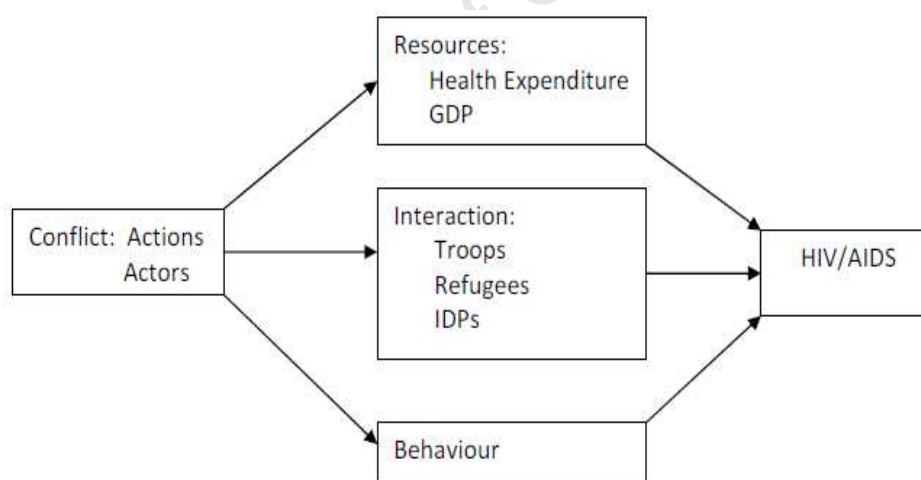 Resources:
Health Expenditure
GDP
Conflict: Actions
Actors
Interaction:
Troops
Refugees
IDPs
HIV/AIDS
Behaviour